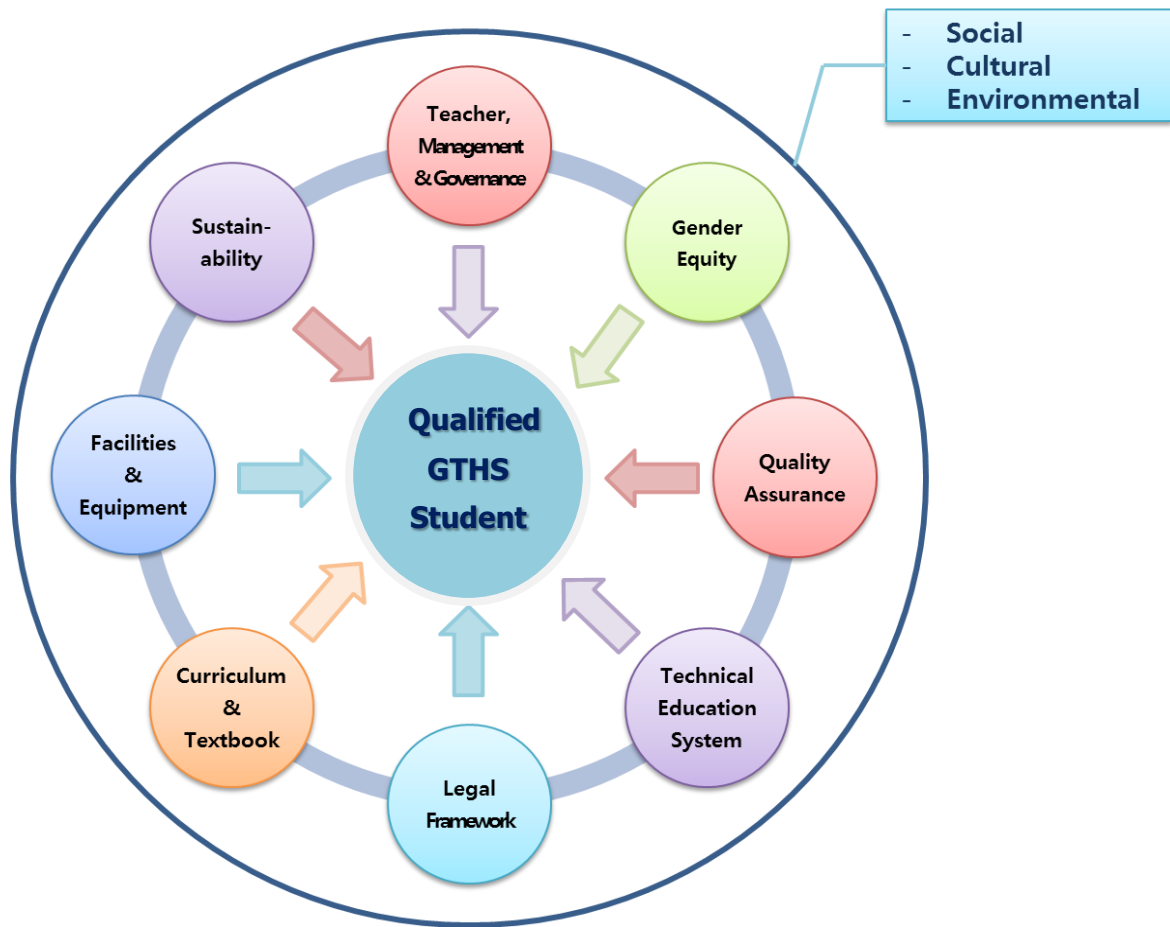 - Social
- Cultural
- Environmental
Teacher,
Management
& Governance
Sustain-
ability
Gender
Equity
Facilities
&
Equipment
Qualified
GTHS
Student
Quality
Assurance
Curriculum
&
Textbook
Technical
Education
System
Legal
Framework